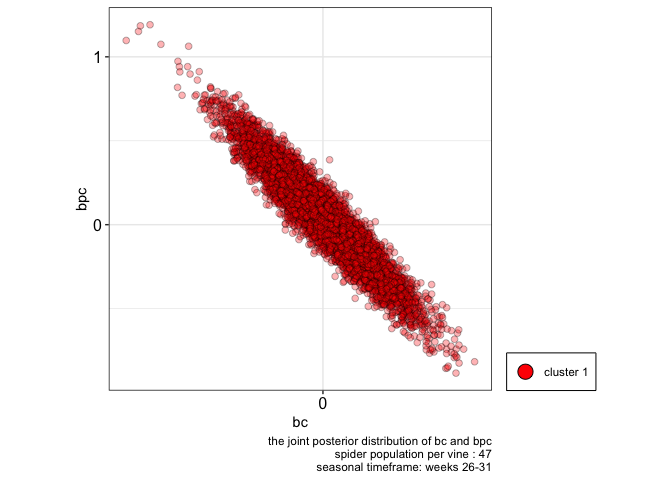 bpc
1
0
0
bc
cluster 1
the joint posterior distribution of bc and bpc
spider population per vine : 47
seasonal timeframe: weeks 26-31